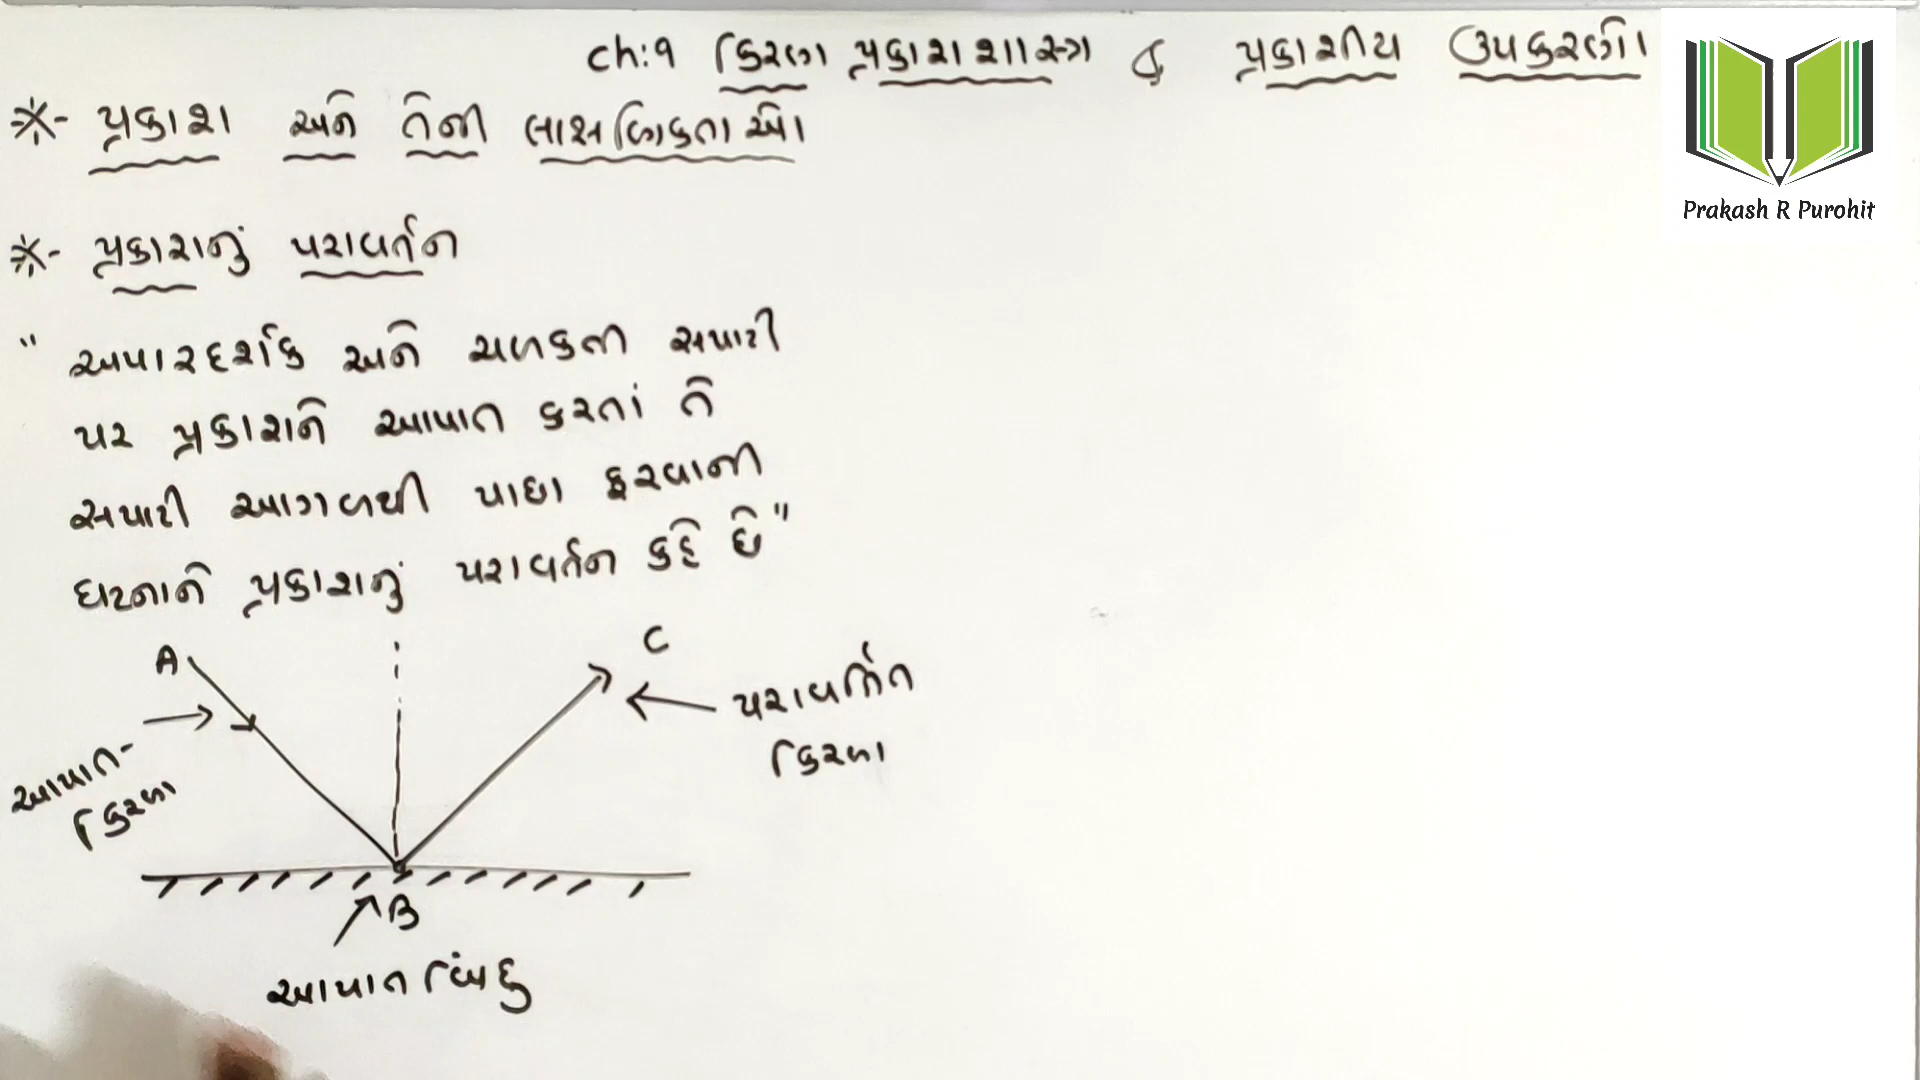 ch:9 કિરણ પ્રકાશશાસ્ત્ર & પ્રકાશીય ઉપકરણો
Prakash R Purohit
*- પ્રકાશ અને તેની લાક્ષણિકતાઓ
*- પ્રકાશનું પરાવર્તન
" અપારદર્શક અને ચળકતી સપાટી
પર પ્રકાશને આપાત કરતાં તે
સપાટી આગળથી પાછા ફરવાની
ઘટનાને પ્રકાશનું પરાવર્તન કહે છે"
A
C
પરાવર્તિત
કિરણ
આપાત-
કિરણ
B
આપાત બિંદુ